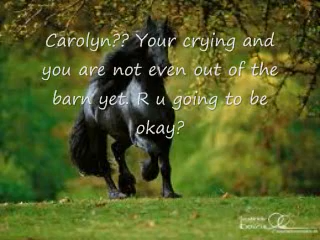 Carolyn?? Your crying and
you are not even out of the
barn yet. R u going to be
okay?